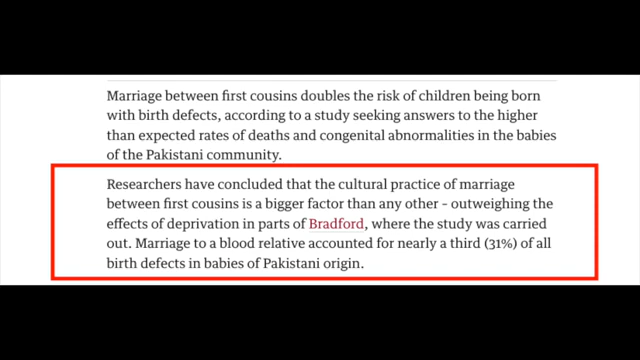 Marriage between first cousins doubles the risk of children being born
with birth defects, according to a study seeking answers to the higher
than expected rates of deaths and congenital abnormalities in the babies
of the Pakistani community.
Researchers have concluded that the cultural practice of marriage
between first cousins is a bigger factor than any other – outweighing the
effects of deprivation in parts of Bradford, where the study was carried
out. Marriage to a blood relative accounted for nearly a third (31%) of all
birth defects in babies of Pakistani origin.